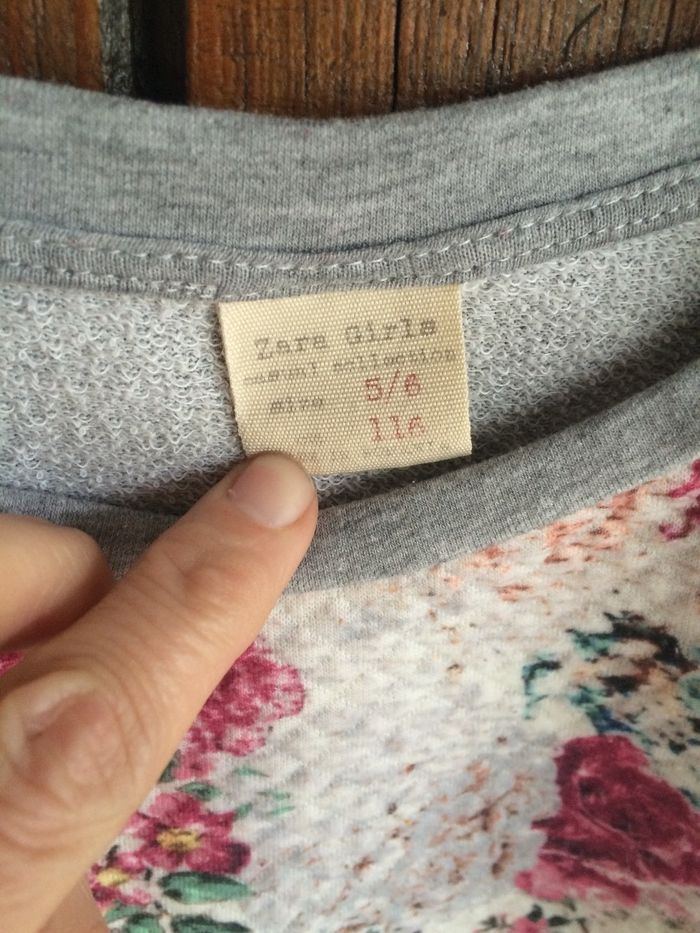 Zara Girls
casual collection
size 5/6
116